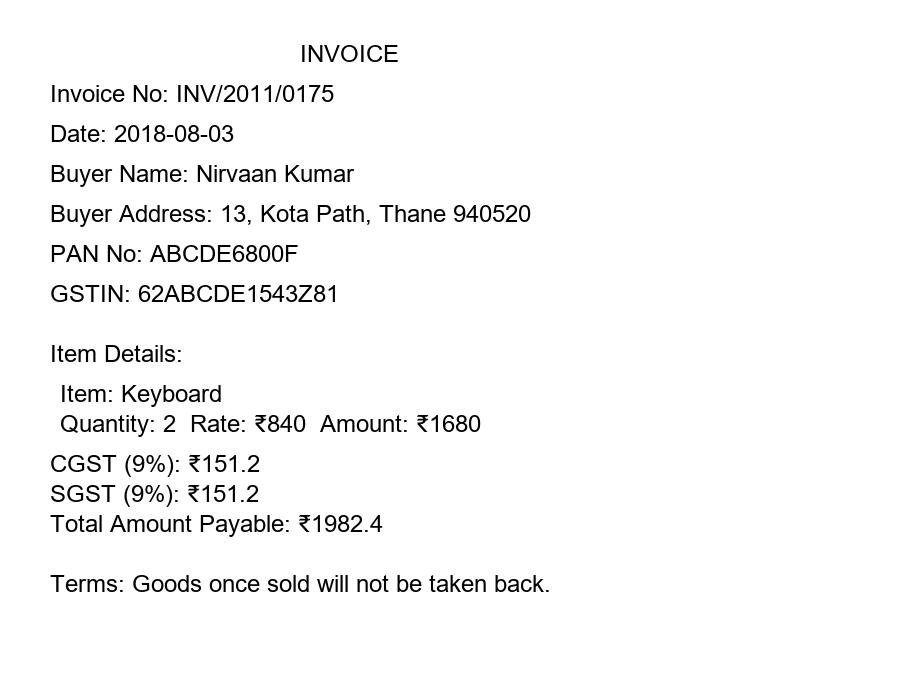 INVOICE
Invoice No: INV/2011/0175
Date: 2018-08-03
Buyer Name: Nirvaan Kumar
Buyer Address: 13, Kota Path, Thane 940520
PAN No: ABCDE6800F
GSTIN: 62ABCDE1543Z81
Item Details:
Item: Keyboard
Quantity: 2  Rate: ₹840  Amount: ₹1680
CGST (9%): ₹151.2
SGST (9%): ₹151.2
Total Amount Payable: ₹1982.4
Terms: Goods once sold will not be taken back.